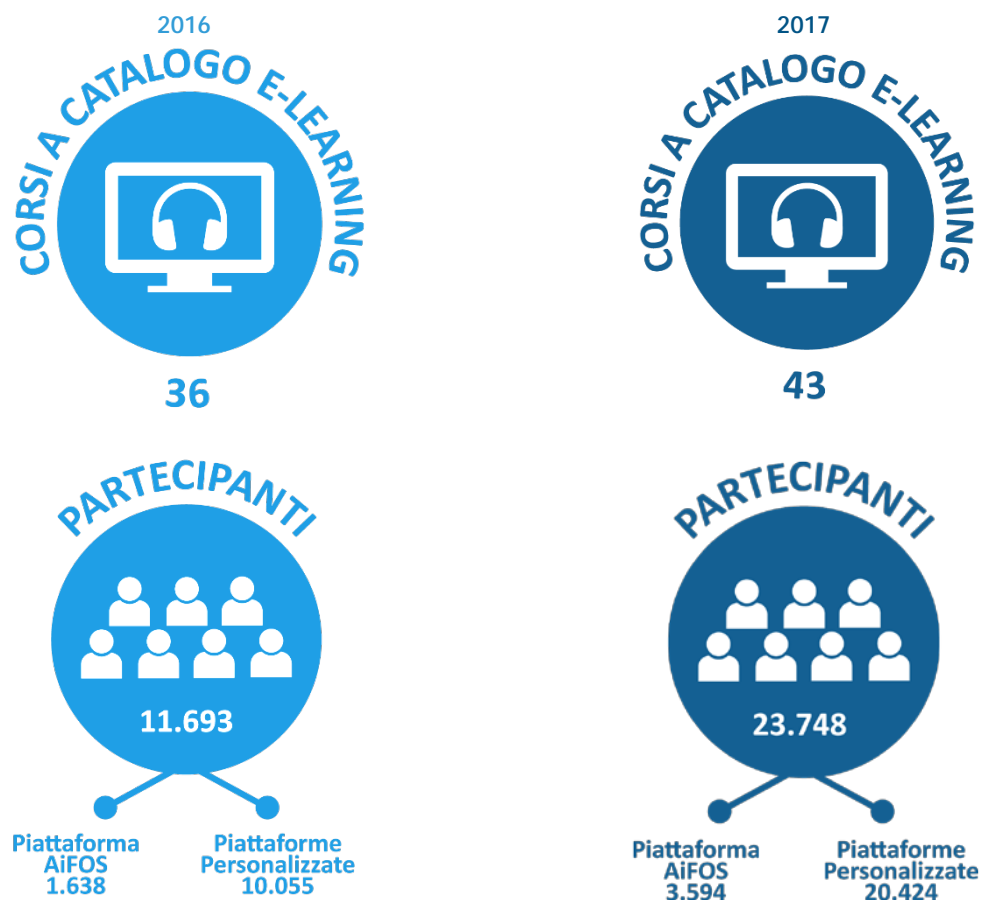 2016
CORSI A CATALOGO E-LEARNING
36
PARTECIPANTI
11.693
Piattaforma
AiFOS
1.638
Piattaforme
Personalizzate
10.055
2017
CORSI A CATALOGO E-LEARNING
43
PARTECIPANTI
23.748
Piattaforma
AiFOS
3.594
Piattaforme
Personalizzate
20.424